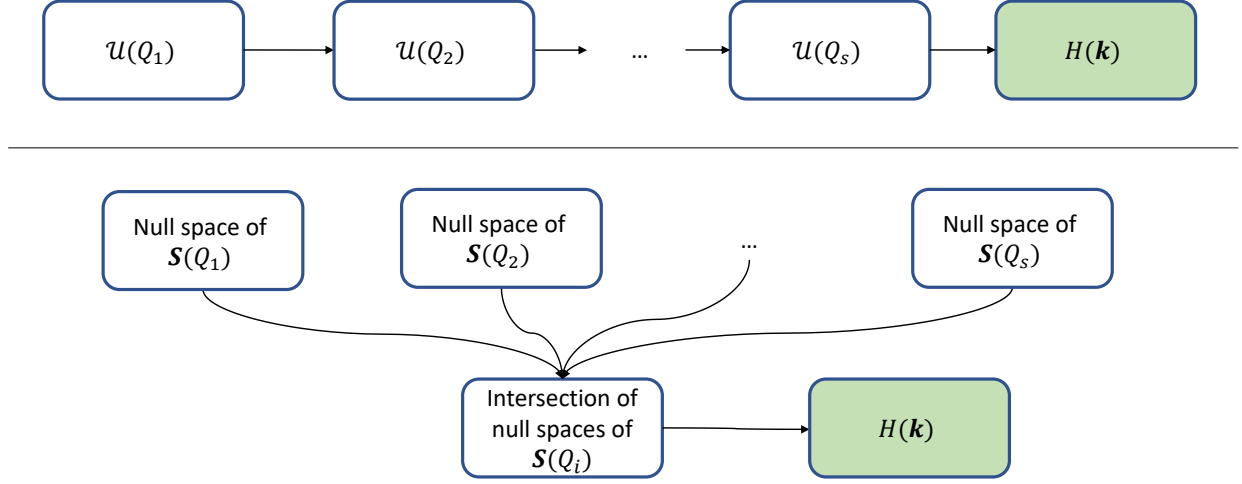 𝒰(Q₁)
𝒰(Q₂)
...
𝒰(Qₛ)
H(𝒌)
Null space of
𝑺(Q₁)
Null space of
𝑺(Q₂)
...
Null space of
𝑺(Qₛ)
Intersection of
null spaces of
𝑺(Qᵢ)
H(𝒌)